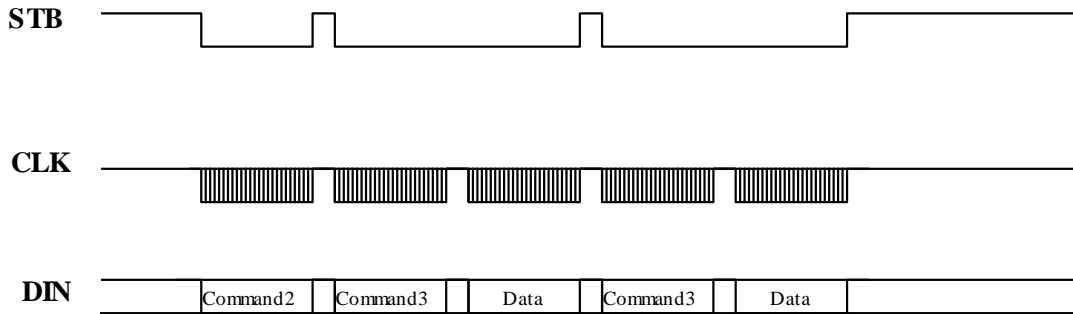 STB
CLK
DIN
Command2 Command3 Data Command3 Data